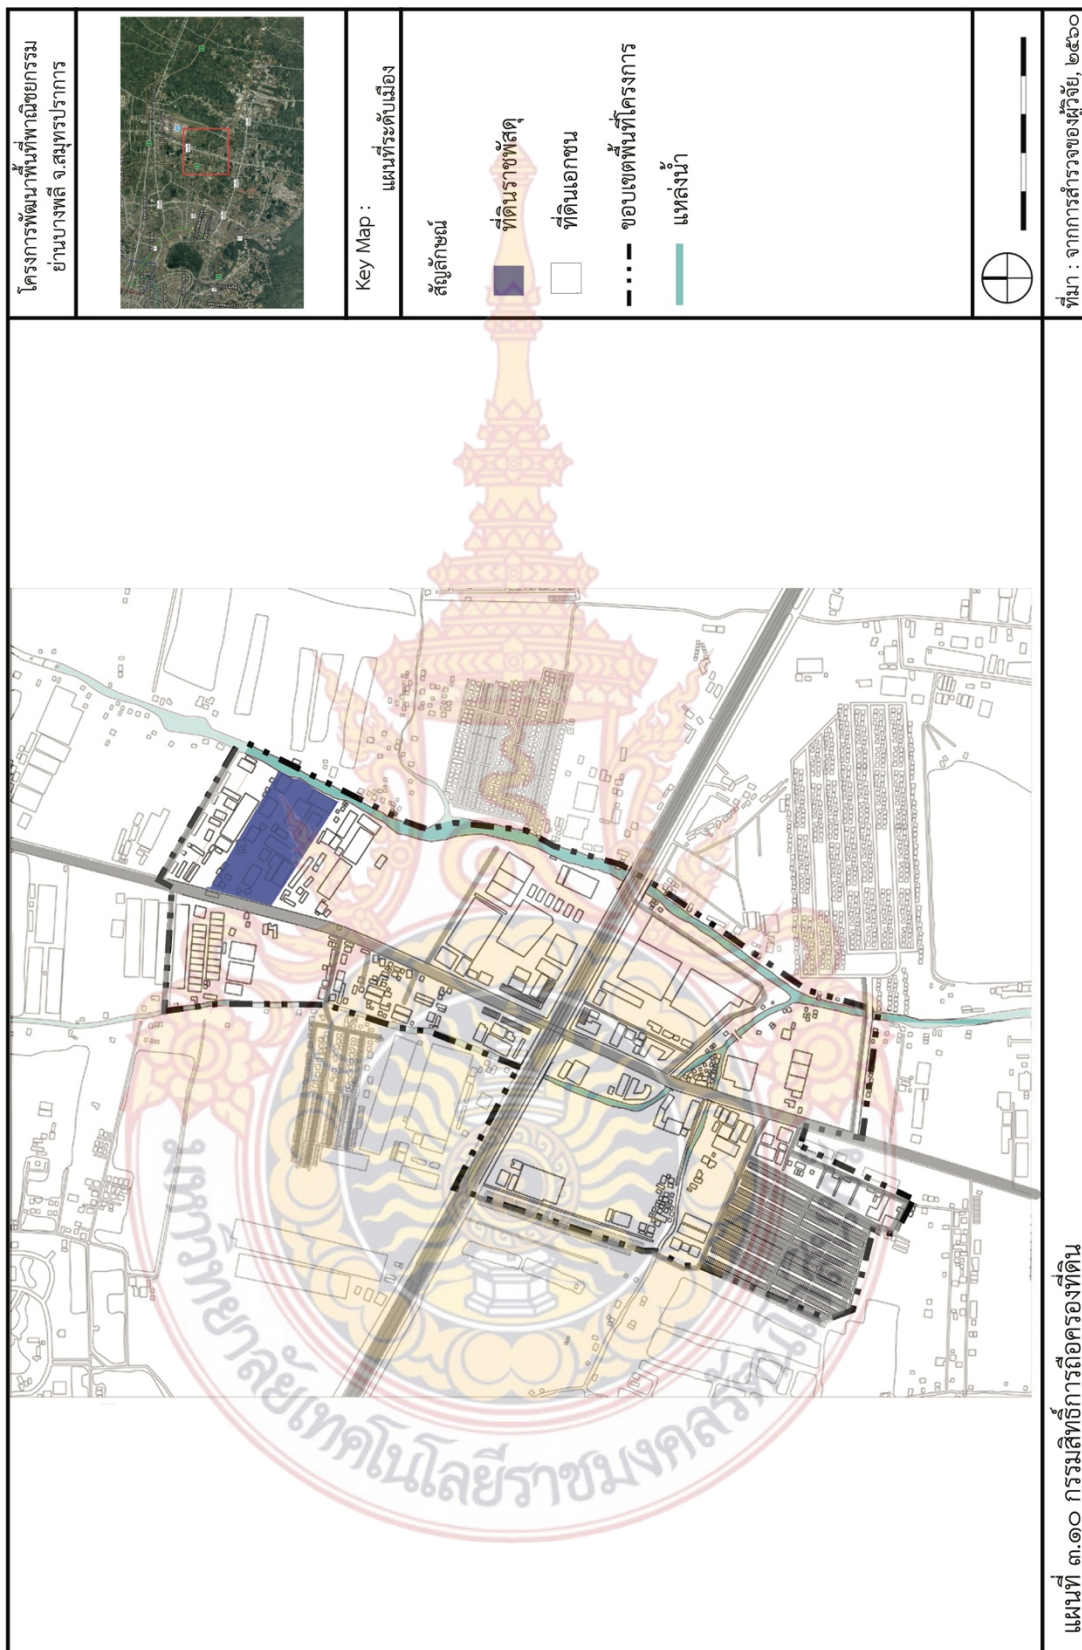 โครงการพัฒนาพื้นที่พาณิชยกรรม
ย่านบางพลี จ.สมุทรปราการ
Key Map :
แผนที่ระดับเมือง
สัญลักษณ์
ที่ดินราชพัสดุ
ที่ดินเอกชน
ขอบเขตพื้นที่โครงการ
แหล่งน้ำ
ที่มา : จากการสำรวจของผู้วิจัย, ๒๕๖๐
แผนที่ ๓.๑๐ กรรมสิทธิ์การถือครองที่ดิน
มหาวิทยาลัยเทคโนโลยีราชมงคลรัตนโกสินทร์